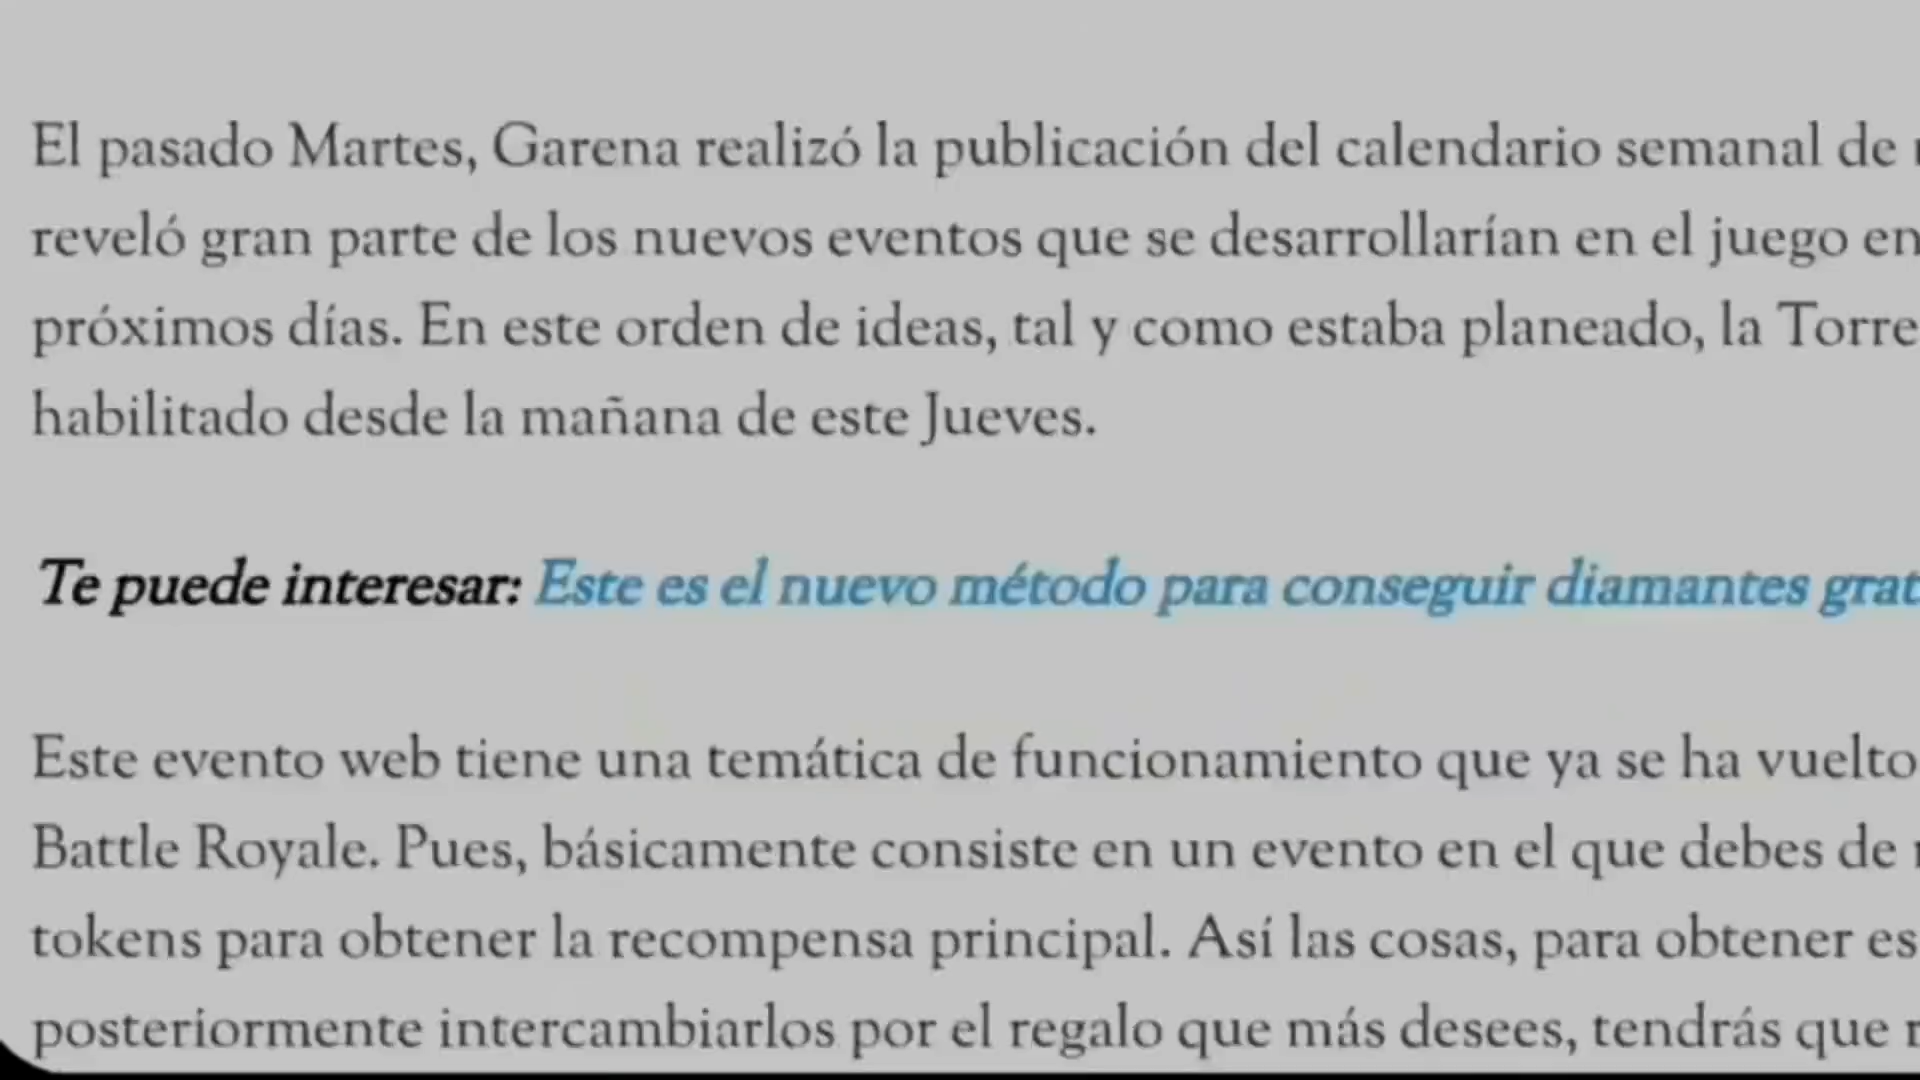 El pasado Martes, Garena realizó la publicación del calendario semanal de
reveló gran parte de los nuevos eventos que se desarrollarían en el juego en
próximos días. En este orden de ideas, tal y como estaba planeado, la Torre
habilitado desde la mañana de este Jueves.
Te puede interesar: Este es el nuevo método para conseguir diamantes grat
Este evento web tiene una temática de funcionamiento que ya se ha vuelto
Battle Royale. Pues, básicamente consiste en un evento en el que debes de
tokens para obtener la recompensa principal. Así las cosas, para obtener es
posteriormente intercambiarlos por el regalo que más desees, tendrás que